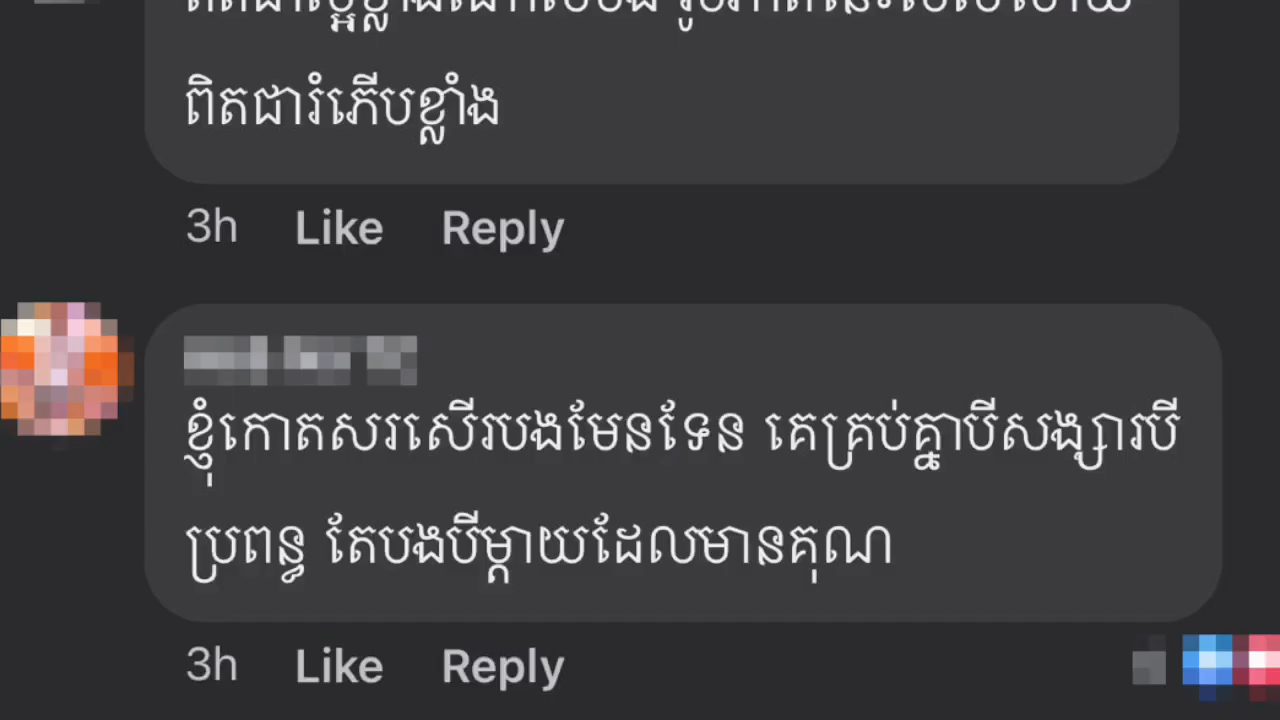 ពិតជារំភើបខ្លាំង
3h Like Reply
ខ្ញុំកោតសរសើរបងមែនទែន គេគ្រប់គ្នាបីសង្សារបី
ប្រពន្ធ តែបងបីម្ដាយដែលមានគុណ
3h Like Reply